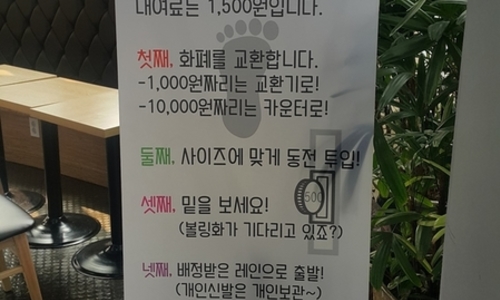 대여료는 1,500원입니다.
첫째, 화폐를 교환합니다.
-1,000원짜리는 교환기로!
-10,000원짜리는 카운터로!
둘째, 사이즈에 맞게 동전 투입!
500
셋째, 밑을 보세요!
(볼링화가 기다리고 있죠?)
넷째, 배정받은 레인으로 출발!
(개인신발은 개인보관~)